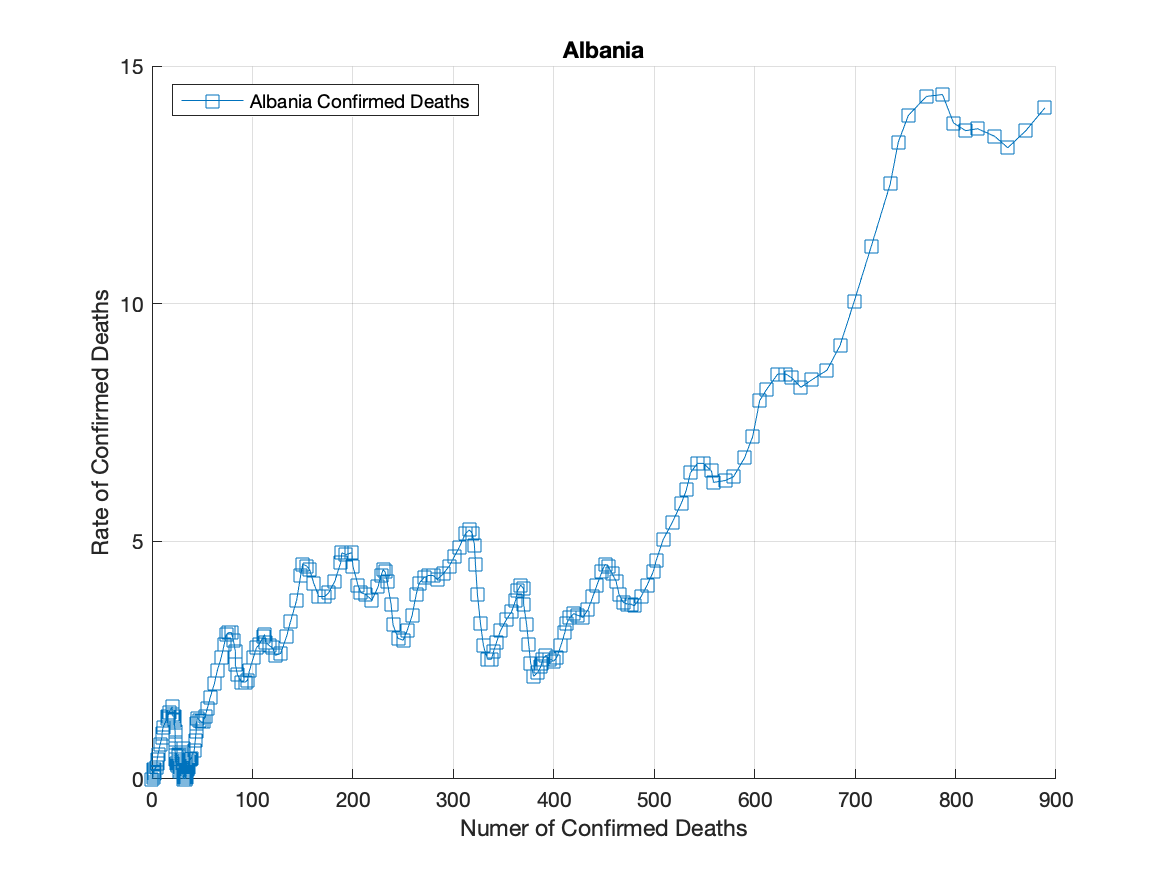 Albania
15
Albania Confirmed Deaths
10
5
0
Rate of Confirmed Deaths
0 100 200 300 400 500 600 700 800 900
Numer of Confirmed Deaths